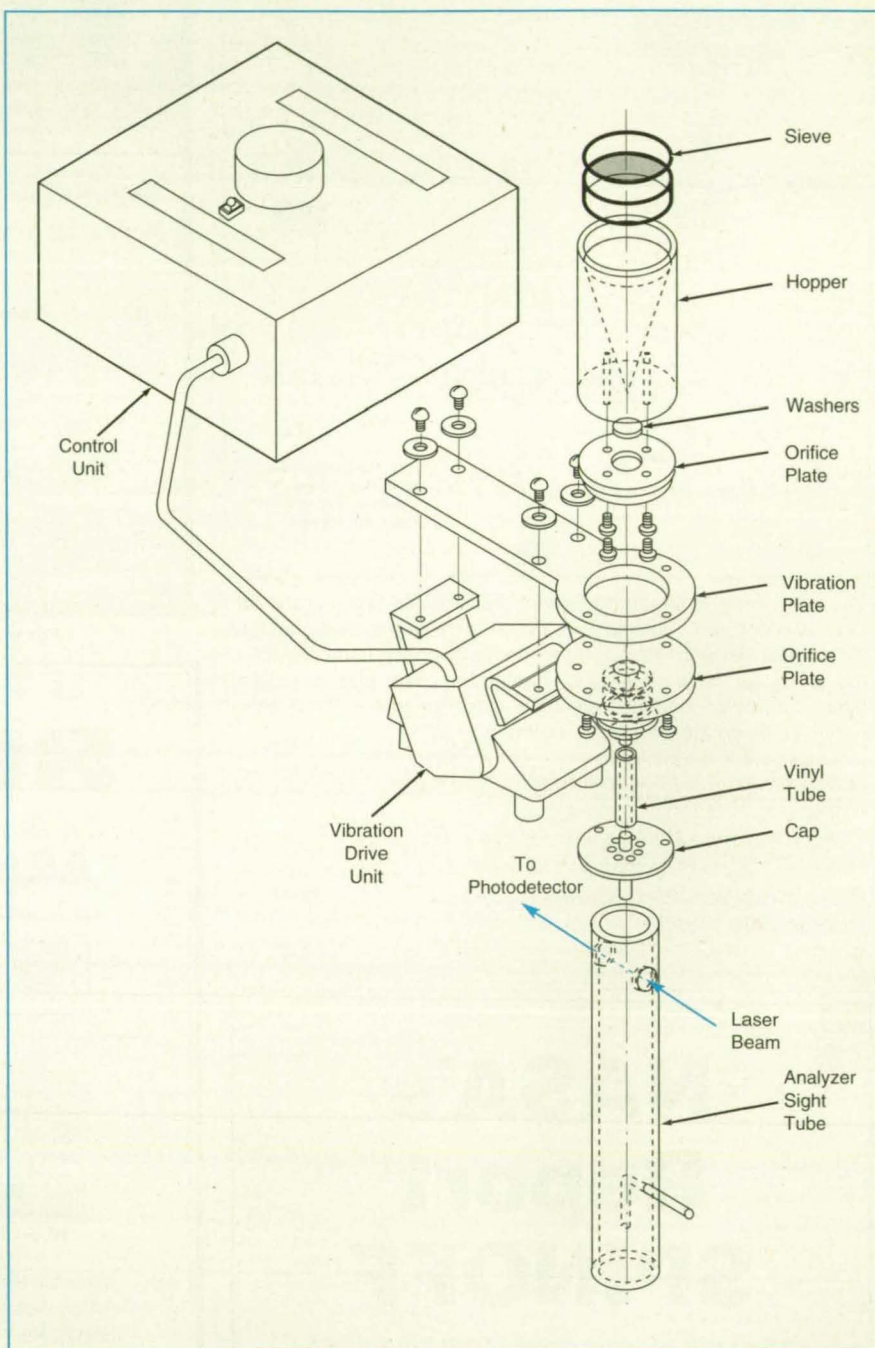 Sieve
Hopper
Washers
Orifice
Plate
Vibration
Plate
Orifice
Plate
Vinyl
Tube
Cap
Control
Unit
Vibration
Drive
Unit
To
Photodetector
Laser
Beam
Analyzer
Sight
Tube